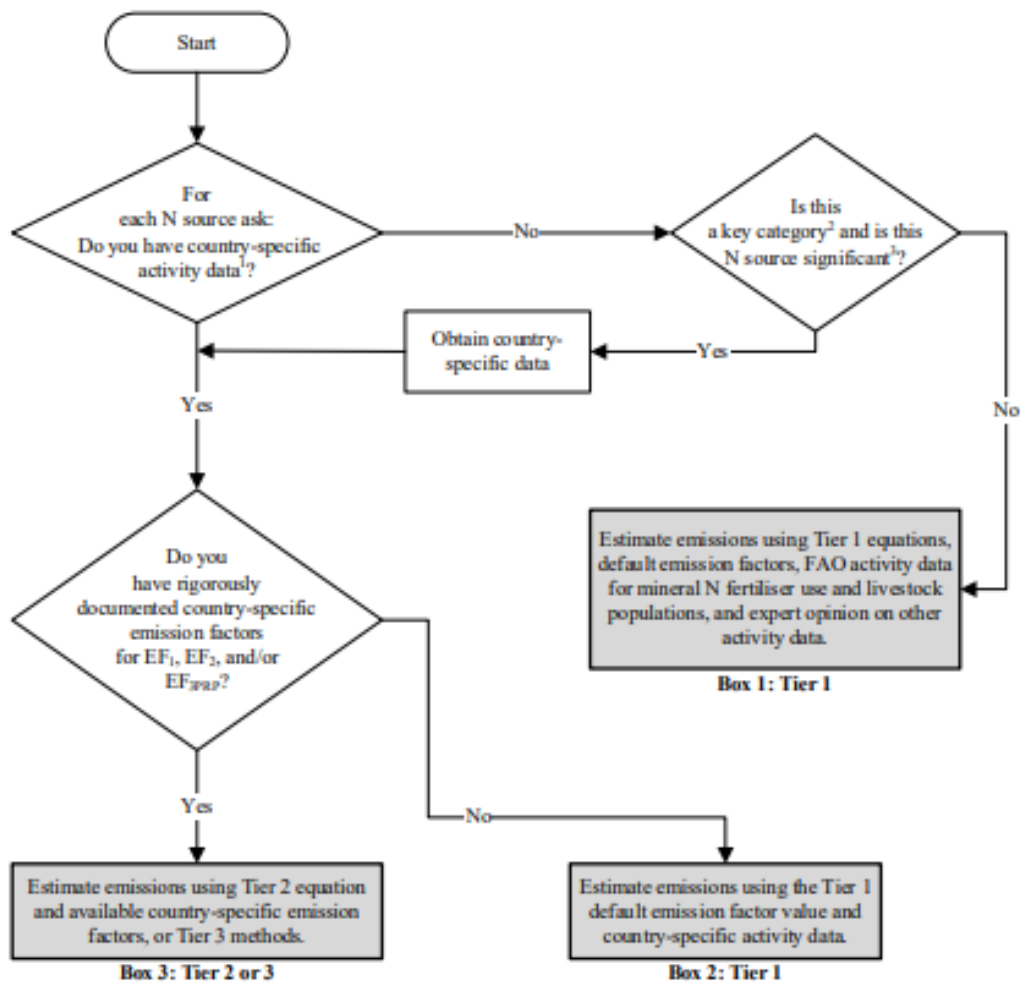 Start
For
each N source ask:
Do you have country-specific
activity data¹?
No
Is this
a key category² and is this
N source significant³?
Obtain country-
specific data
Yes
Yes
No
Do you
have rigorously
documented country-specific
emission factors
for EF₁, EF₂, and/or
EF₃PRP?
Estimate emissions using Tier 1 equations,
default emission factors, FAO activity data
for mineral N fertiliser use and livestock
populations, and expert opinion on other
activity data.
Box 1: Tier 1
Yes
No
Estimate emissions using Tier 2 equation
and available country-specific emission
factors, or Tier 3 methods.
Box 3: Tier 2 or 3
Estimate emissions using the Tier 1
default emission factor value and
country-specific activity data.
Box 2: Tier 1